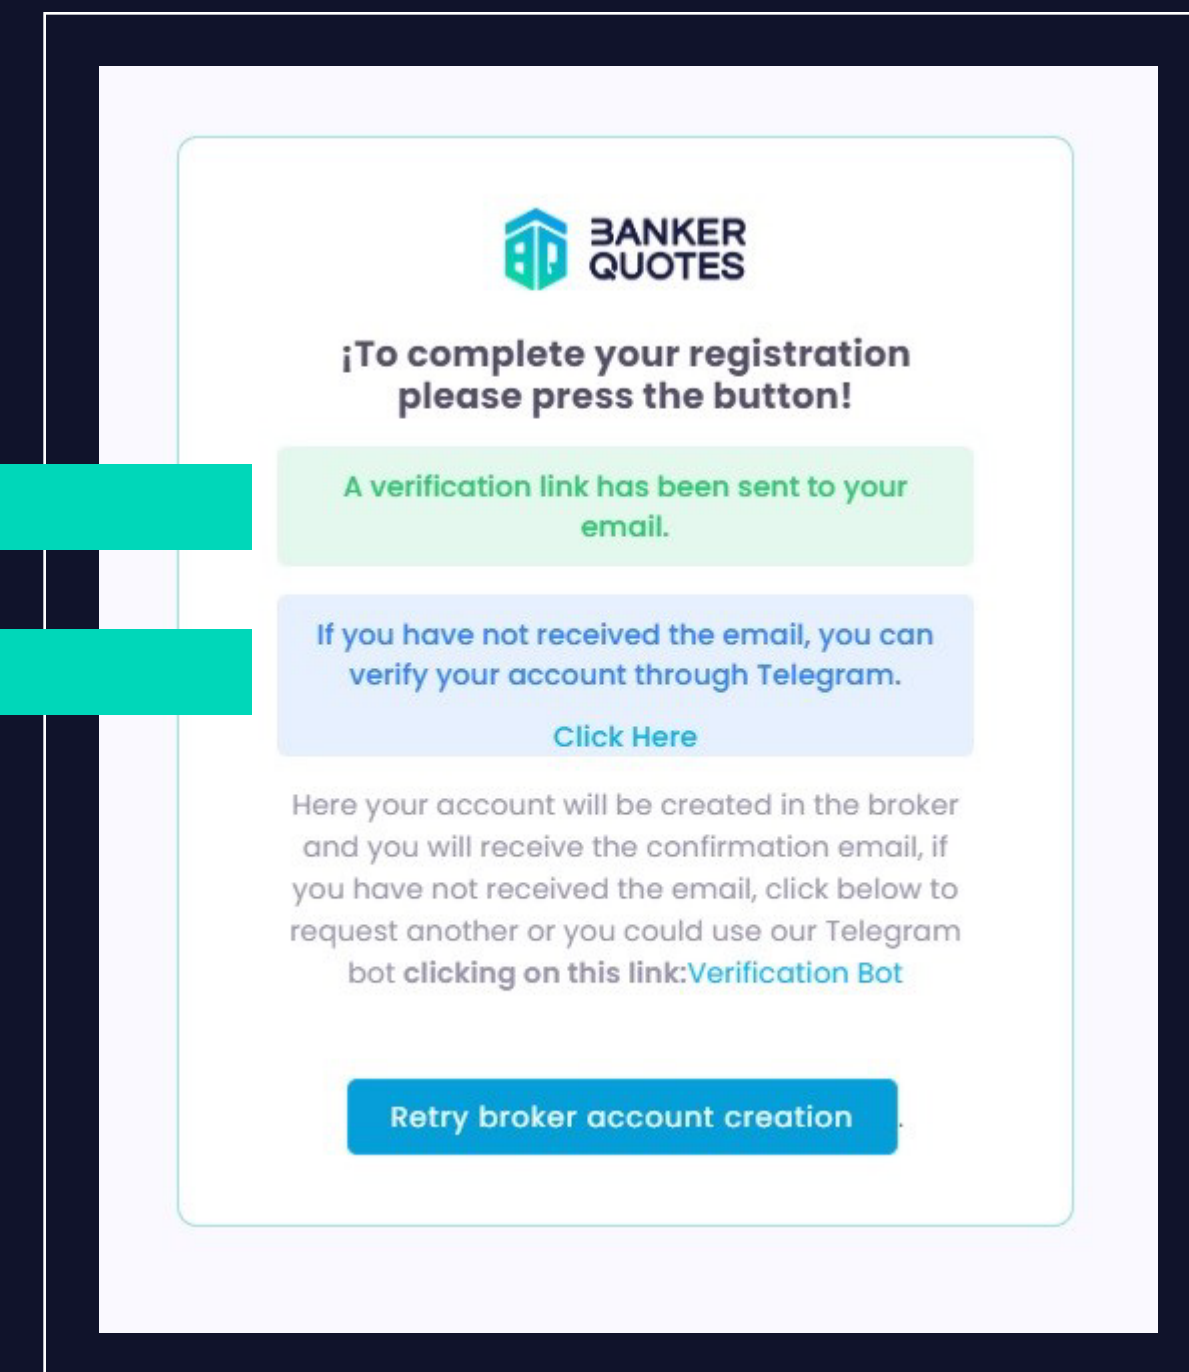 BANKER
QUOTES
¡To complete your registration
please press the button!
A verification link has been sent to your
email.
If you have not received the email, you can
verify your account through Telegram.
Click Here
Here your account will be created in the broker
and you will receive the confirmation email, if
you have not received the email, click below to
request another or you could use our Telegram
bot clicking on this link:Verification Bot
Retry broker account creation.